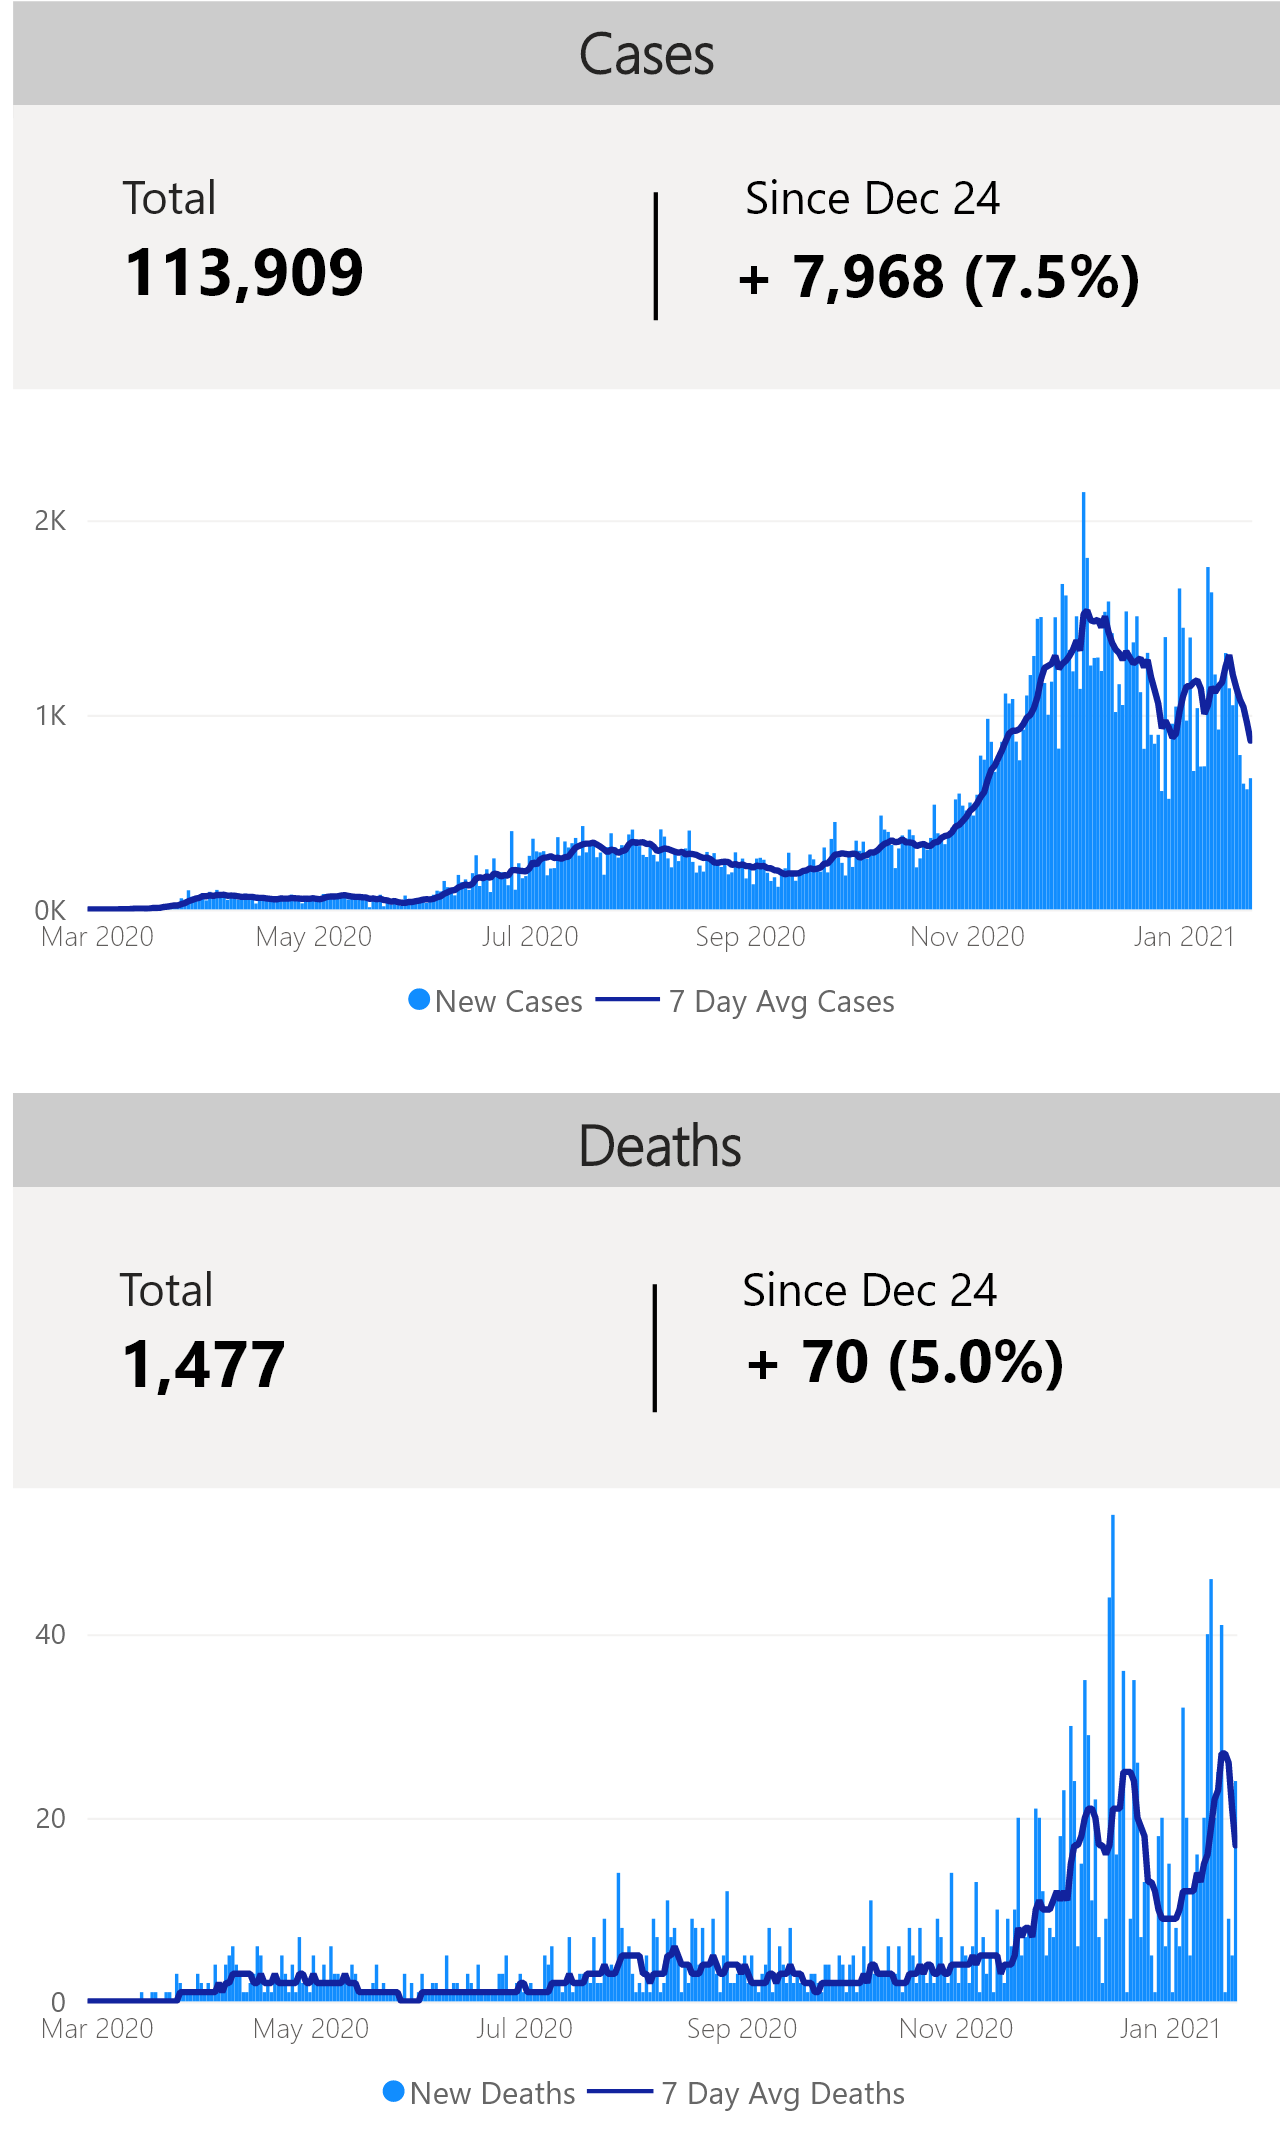 Cases
Total
Since Dec 24
113,909
+ 7,968 (7.5%)
2K
1K
0K
Mar 2020 May 2020 Jul 2020 Sep 2020 Nov 2020 Jan 2021
New Cases 7 Day Avg Cases
Deaths
Total
Since Dec 24
1,477
+ 70 (5.0%)
40
20
0
Mar 2020 May 2020 Jul 2020 Sep 2020 Nov 2020 Jan 2021
New Deaths 7 Day Avg Deaths